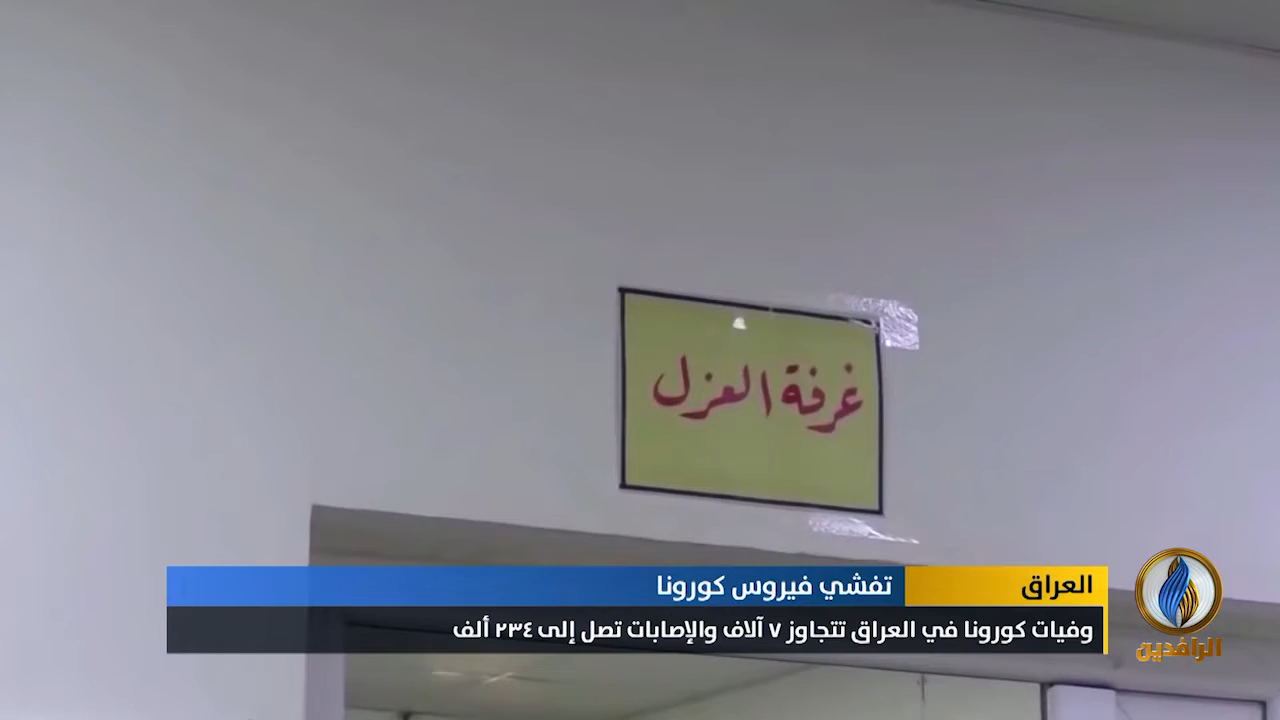 غرفة العزل
العراق
تفشي فيروس كورونا
وفيات كورونا في العراق تتجاوز ٧ آلاف والإصابات تصل إلى ٢٣٤ ألف
الرافدين